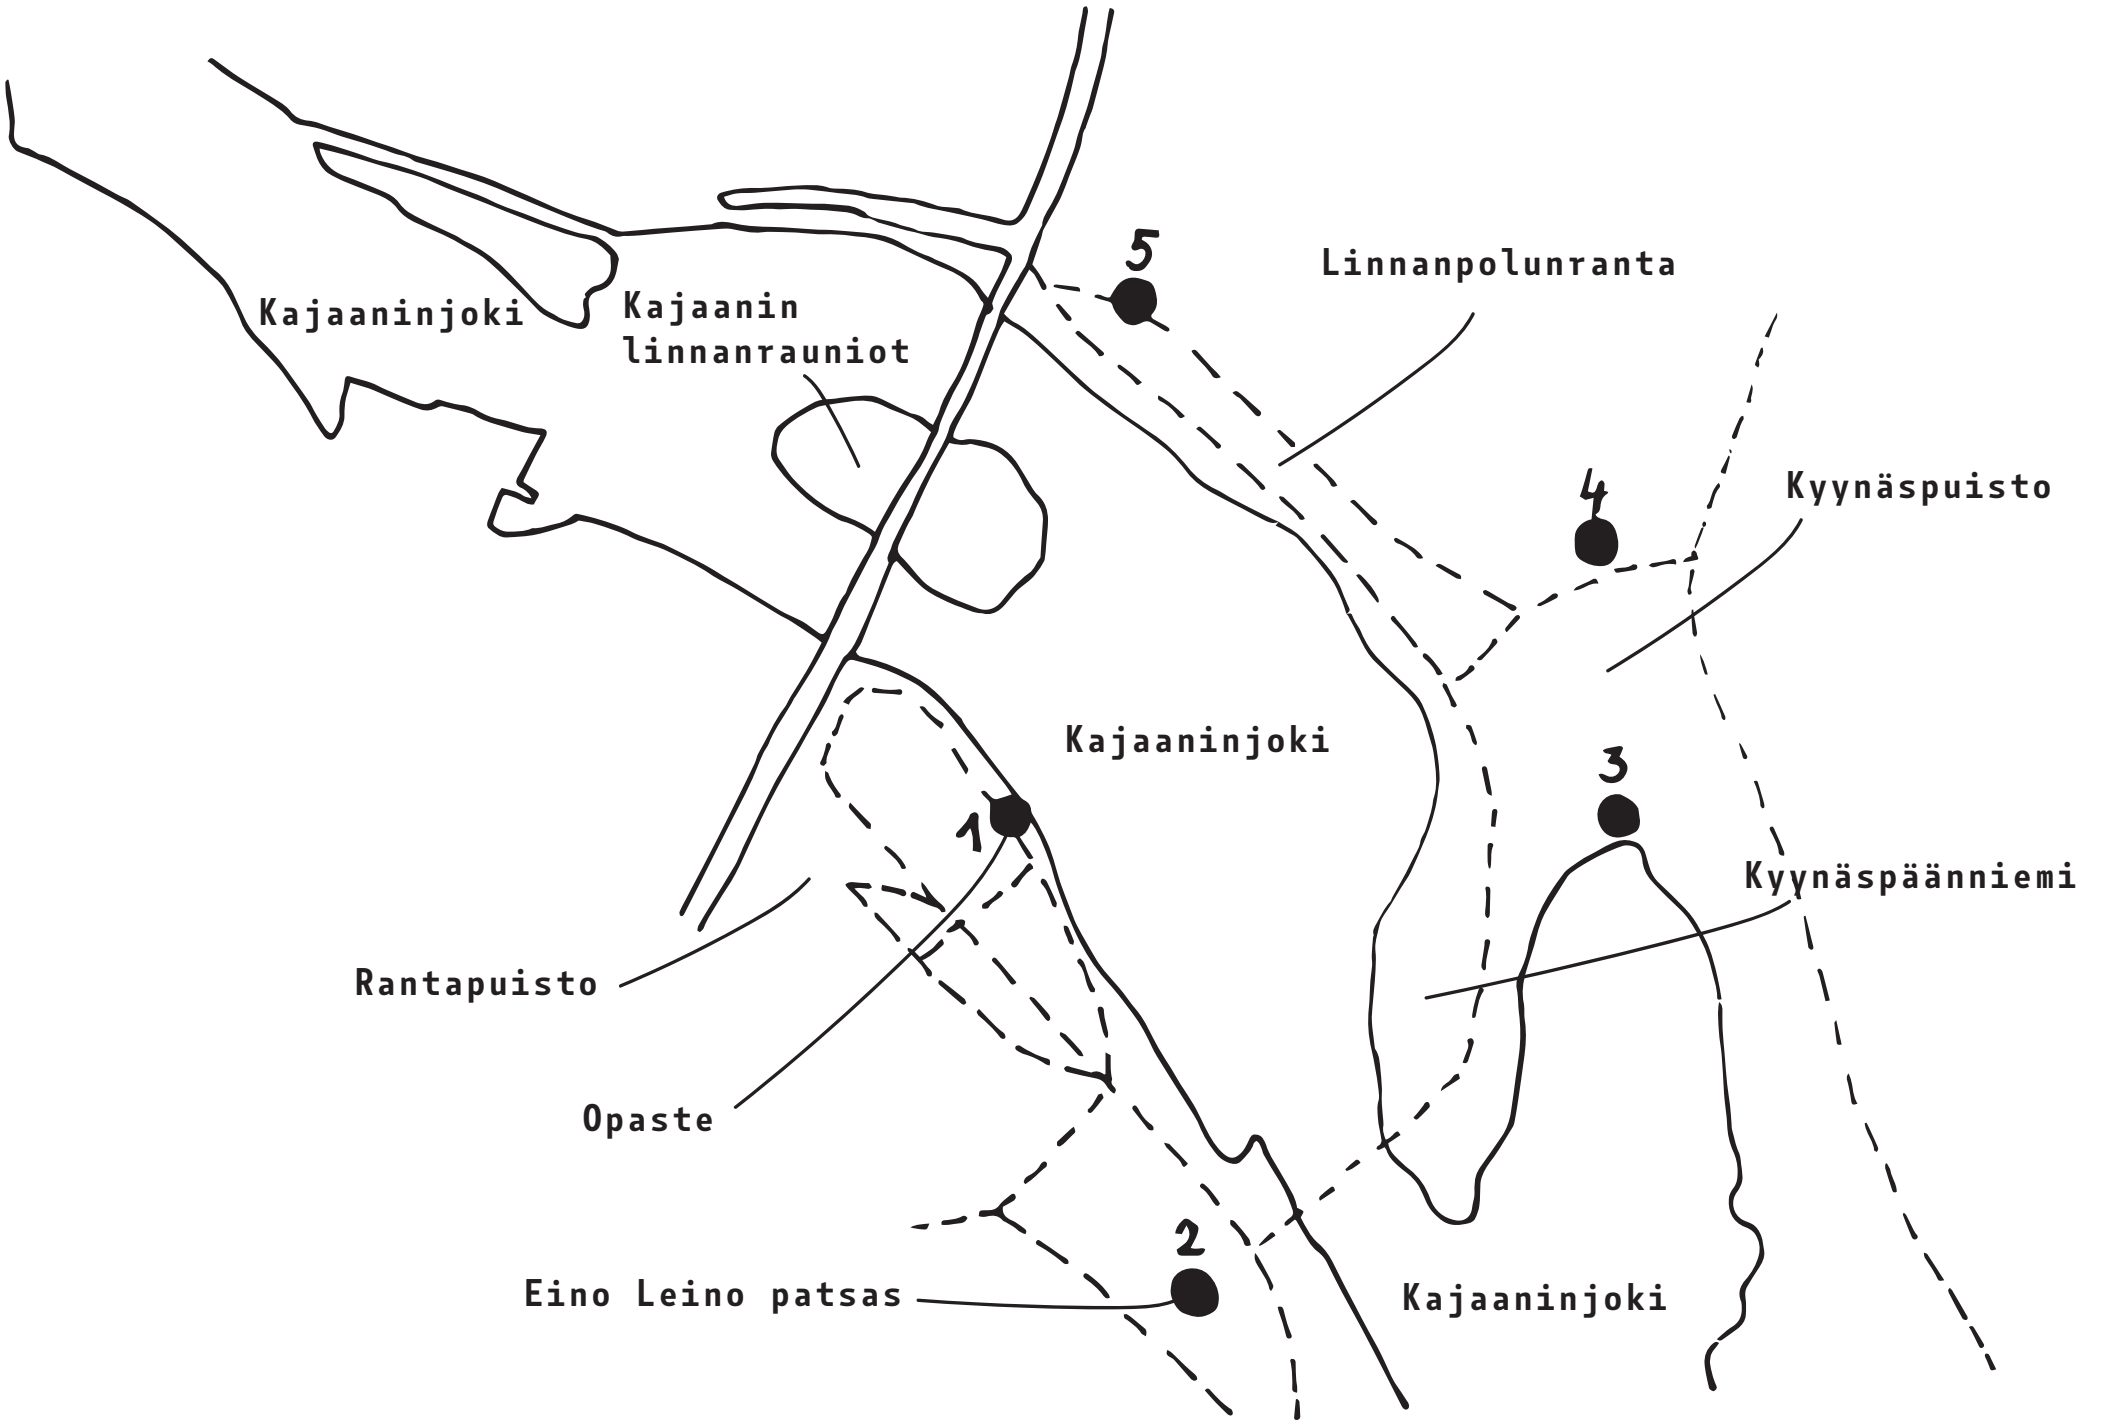 5
Linnanpolunranta
Kajaaninjoki
Kajaanin
linnanrauniot
4
Kyynäspuisto
Kajaaninjoki
3
1
Kyynäspäänniemi
Rantapuisto
Opaste
2
Eino Leino patsas
Kajaaninjoki